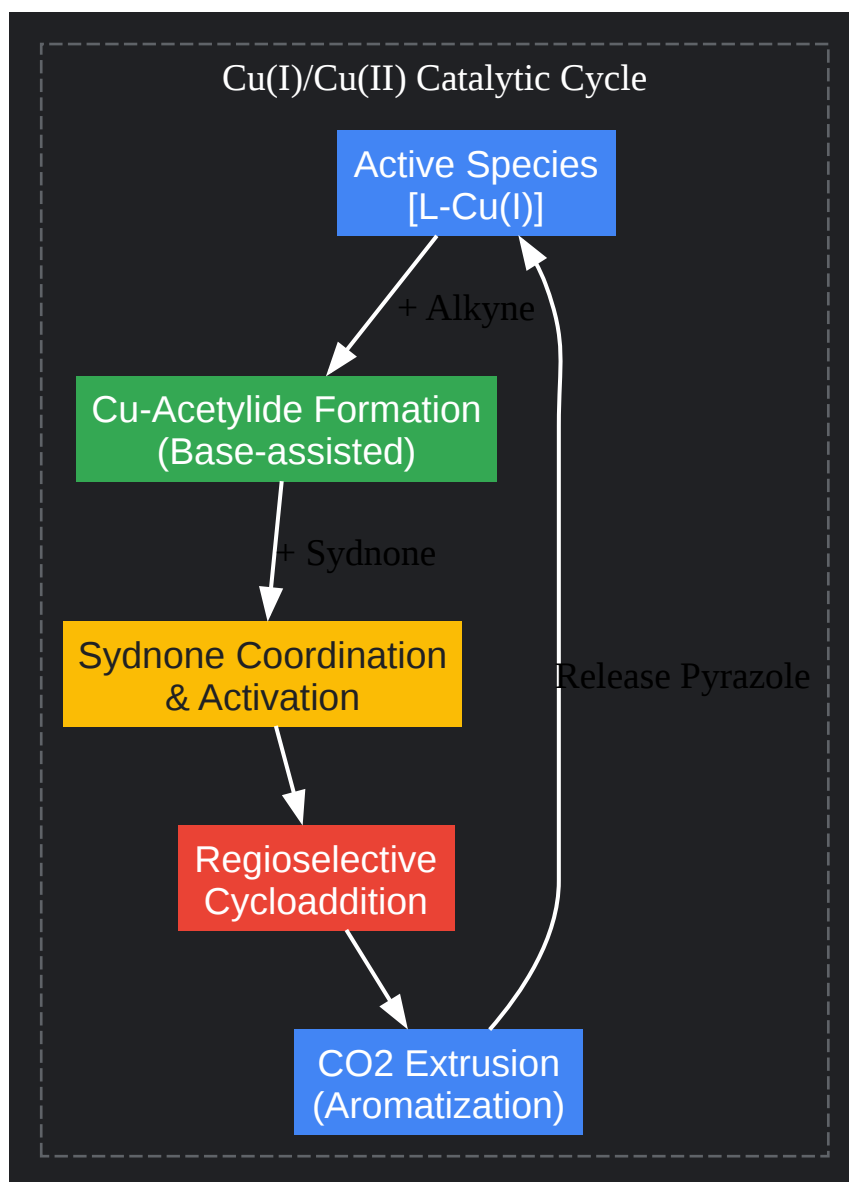 Cu(I)/Cu(II) Catalytic Cycle
Active Species
[L-Cu(I)]
+ Alkyne
Cu-Acetylide Formation
(Base-assisted)
+ Sydnone
Sydnone Coordination
& Activation
Release Pyrazole
Regioselective
Cycloaddition
CO2 Extrusion
(Aromatization)